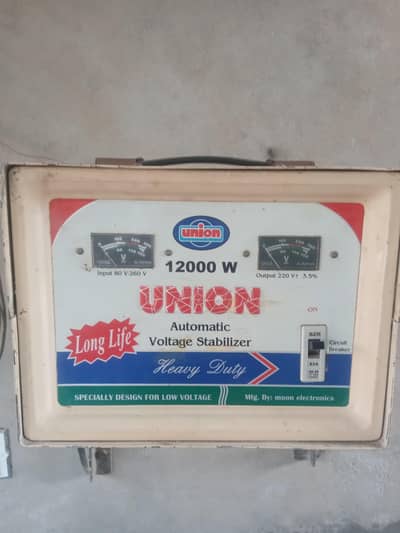 union
12000 W
Input 80 V-260 V
Output 220 V± 3.5%
UNION
ON
Automatic
Voltage Stabilizer
Circuit
Breaker
Long Life
Heavy Duty
SPECIALLY DESIGN FOR LOW VOLTAGE
Mfg. By: moon electronics